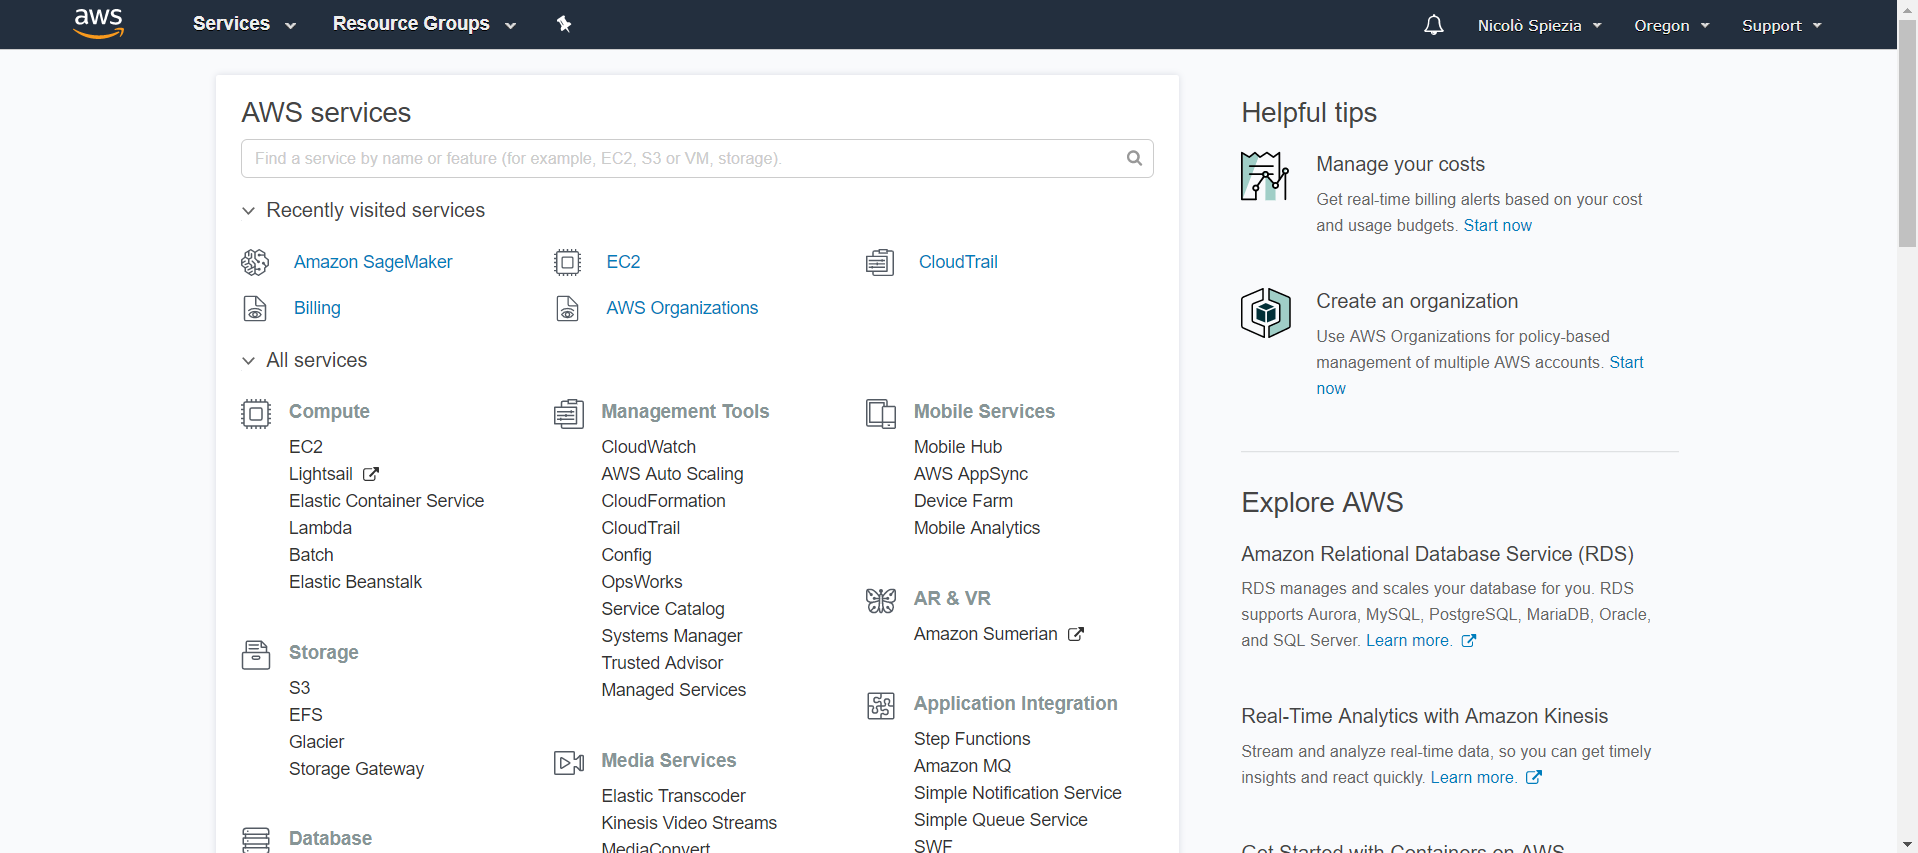 aws
Services
Resource Groups
Nicolò Spiezia
Oregon
Support
AWS services
Find a service by name or feature (for example, EC2, S3 or VM, storage).
Recently visited services
Amazon SageMaker
EC2
CloudTrail
Billing
AWS Organizations
All services
Compute
EC2
Lightsail
Elastic Container Service
Lambda
Batch
Elastic Beanstalk
Storage
S3
EFS
Glacier
Storage Gateway
Database
Management Tools
CloudWatch
AWS Auto Scaling
CloudFormation
CloudTrail
Config
OpsWorks
Service Catalog
Systems Manager
Trusted Advisor
Managed Services
Media Services
Elastic Transcoder
Kinesis Video Streams
MediaConvert
Mobile Services
Mobile Hub
AWS AppSync
Device Farm
Mobile Analytics
AR & VR
Amazon Sumerian
Application Integration
Step Functions
Amazon MQ
Simple Notification Service
Simple Queue Service
SWF
Helpful tips
Manage your costs
Get real-time billing alerts based on your cost
and usage budgets. Start now
Create an organization
Use AWS Organizations for policy-based
management of multiple AWS accounts. Start
now
Explore AWS
Amazon Relational Database Service (RDS)
RDS manages and scales your database for you. RDS
supports Aurora, MySQL, PostgreSQL, MariaDB, Oracle,
and SQL Server. Learn more.
Real-Time Analytics with Amazon Kinesis
Stream and analyze real-time data, so you can get timely
insights and react quickly. Learn more.
Get Started with Containers on AWS